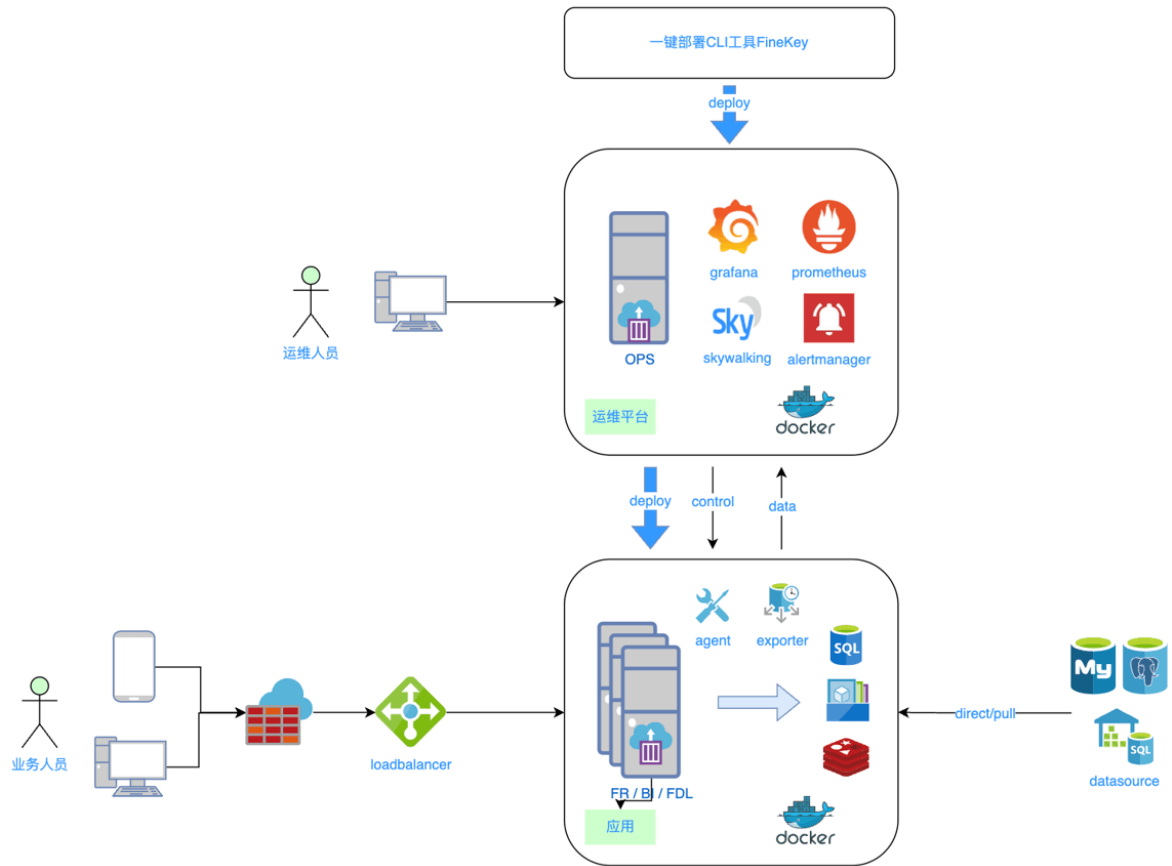 一键部署CLI工具FineKey
deploy
grafana
prometheus
Sky
skywalking
alertmanager
OPS
运维人员
运维平台
docker
deploy
control
data
agent
exporter
SQL
My
direct/pull
SQL
datasource
业务人员
loadbalancer
FR / BI / FDL
应用
docker